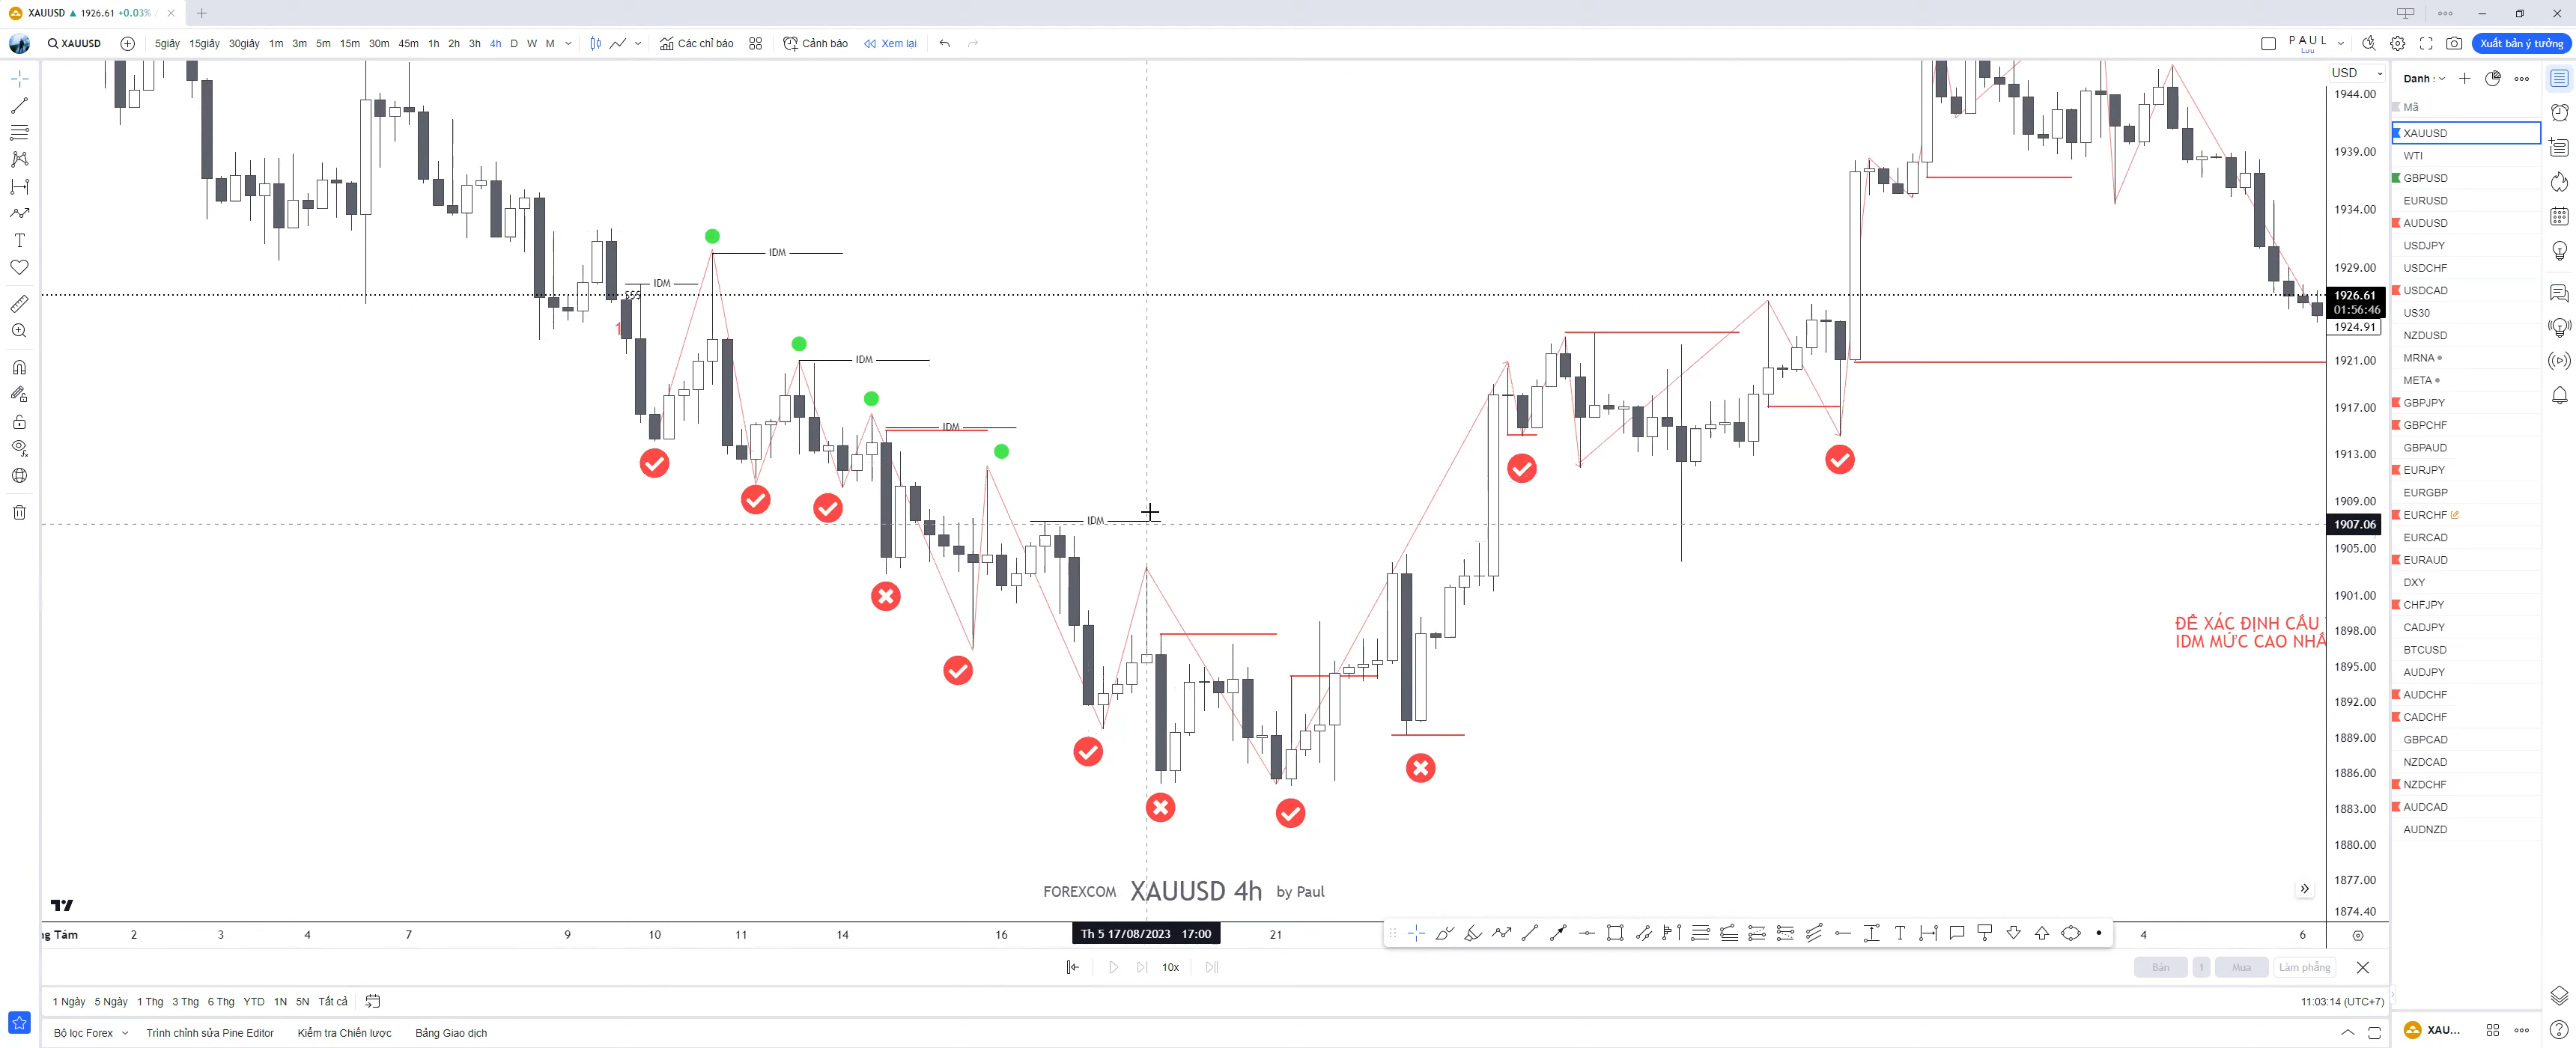 XAUUSD ▲ 1926.61 +0.03% /
XAUUSD
5giây 15giây 30giây 1m 3m 5m 15m 30m 45m 1h 2h 3h 4h D W M
Các chỉ báo
Cảnh báo
Xem lại
PAUL
Lưu
Xuất bản ý tưởng
USD
Danh
1944.00
Mã
XAUUSD
1939.00
WTI
GBPUSD
EURUSD
1934.00
AUDUSD
USDJPY
IDM
1929.00
USDCHF
IDM
$$$
1926.61
01:56:46
USDCAD
1
1924.91
US30
NZDUSD
IDM
1921.00
MRNA
META
1917.00
GBPJPY
IDM
GBPCHF
1913.00
GBPAUD
EURJPY
1909.00
EURGBP
IDM
1907.06
EURCHF
EURCAD
1905.00
EURAUD
DXY
1901.00
CHFJPY
ĐỂ XÁC ĐỊNH CẤU
IDM MỨC CAO NHẤ
1898.00
CADJPY
BTCUSD
1895.00
AUDJPY
AUDCHF
1892.00
CADCHF
1889.00
GBPCAD
NZDCAD
1886.00
NZDCHF
1883.00
AUDCAD
AUDNZD
1880.00
1877.00
FOREXCOM XAUUSD 4h by Paul
1874.40
ng Tám 2 3 4 7 9 10 11 14 16 Th 5 17/08/2023 17:00 21 4 6
10x
Bán 1 Mua Làm phẳng
1 Ngày 5 Ngày 1 Thg 3 Thg 6 Thg YTD 1N 5N Tất cả
11:03:14 (UTC+7)
Bộ lọc Forex Trình chỉnh sửa Pine Editor Kiểm tra Chiến lược Bảng Giao dịch
XAU...